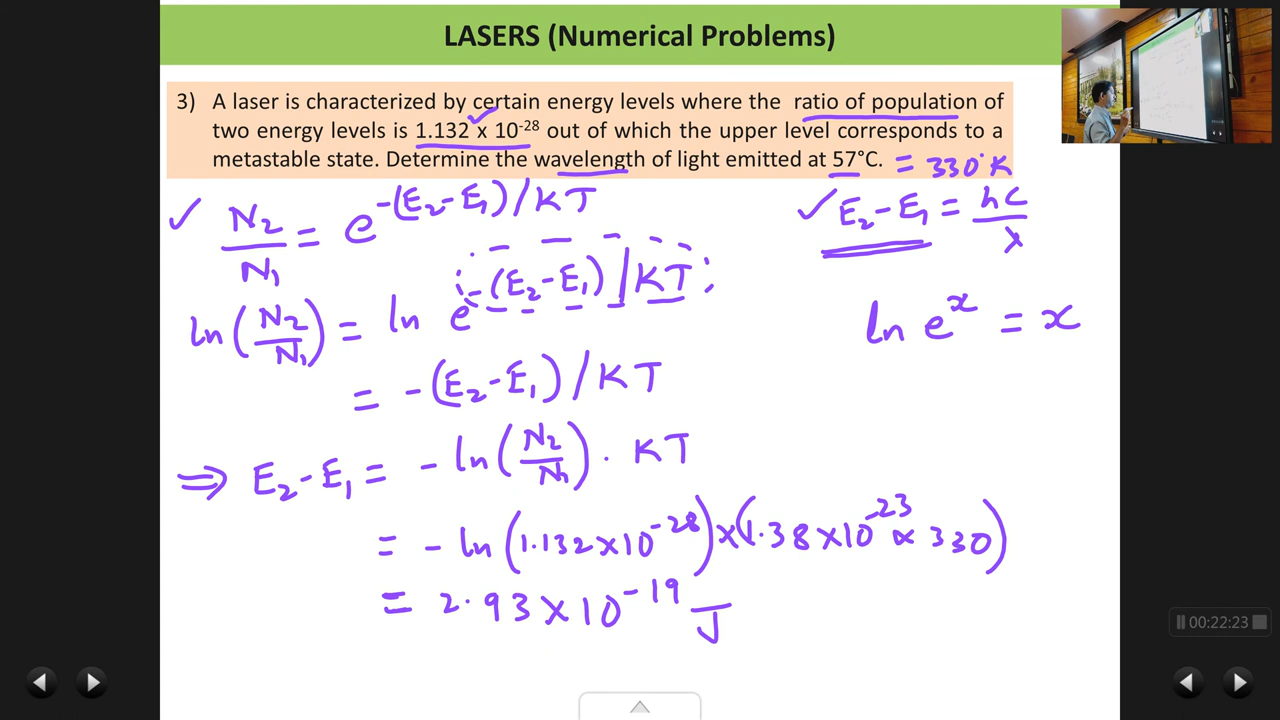 LASERS (Numerical Problems)
3) A laser is characterized by certain energy levels where the ratio of population of
two energy levels is 1.132 x 10⁻²⁸ out of which the upper level corresponds to a
metastable state. Determine the wavelength of light emitted at 57°C. = 330°K
✓ N₂/N₁ = e^-(E₂-E₁)/KT
✓ E₂-E₁ = hc/λ
ln(N₂/N₁) = ln e^-(E₂-E₁)/KT
ln eˣ = x
= -(E₂-E₁)/KT
⇒ E₂-E₁ = -ln(N₂/N₁) · KT
= -ln(1.132×10⁻²⁸)×(1.38×10⁻²³×330)
= 2.93×10⁻¹⁹ J
00:22:23